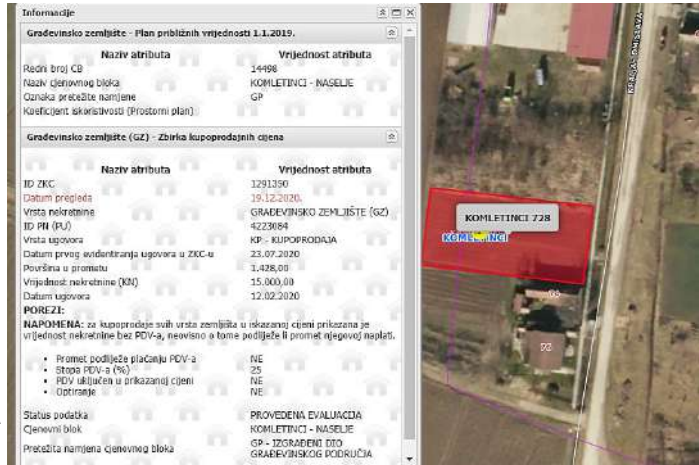 Informacije
Građevinsko zemljište - Plan približnih vrijednosti 1.1.2019.
Naziv atributa Vrijednost atributa
Redni broj CB 14498
Naziv cjenovnog bloka KOMLETINCI - NASELJE
Oznaka pretežite namjene GP
Koeficijent iskoristivosti (Prostorni plan)
Građevinsko zemljište (GZ) - Zbirka kupoprodajnih cijena
Naziv atributa Vrijednost atributa
ID ZKC 1291350
Datum pregleda 19.12.2020.
Vrsta nekretnine GRAĐEVINSKO ZEMLJIŠTE (GZ)
ID PN (PU) 4223084
Vrsta ugovora KP - KUPOPRODAJA
Datum prvog evidentiranja ugovora u ZKC-u 23.07.2020
Površina u prometu 1.428,00
Vrijednost nekretnine (KN) 15.000,00
Datum ugovora 12.02.2020
POREZI:
NAPOMENA: za kupoprodaje svih vrsta zemljišta u iskazanoj cijeni prikazana je
vrijednost nekretnine bez PDV-a, neovisno o tome podliježe li promet njegovoj naplati.
• Promet podliježe plaćanju PDV-a NE
• Stopa PDV-a (%) 25
• PDV uključen u prikazanoj cijeni NE
• Optiranje NE
Status podatka PROVEDENA EVALUACIJA
Cjenovni blok KOMLETINCI - NASELJE
Pretežita namjena cjenovnog bloka GP - IZGRAĐENI DIO
GRAĐEVINSKOG PODRUČJA
KOMLETINCI 728
KOMLETINCI